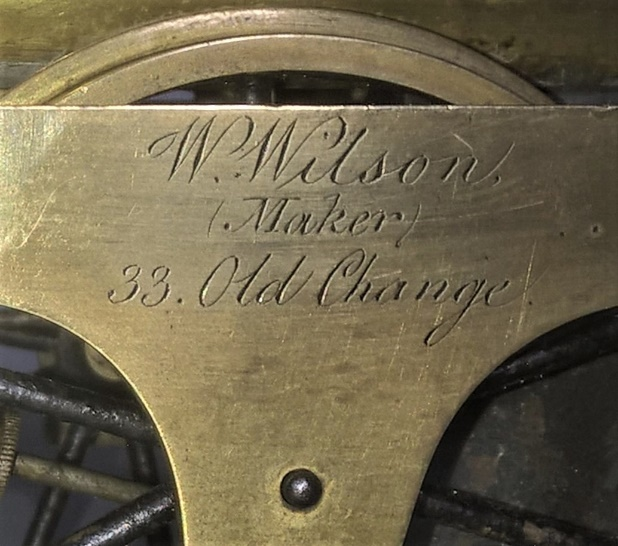 W. Wilson,
(Maker)
33. Old Change.